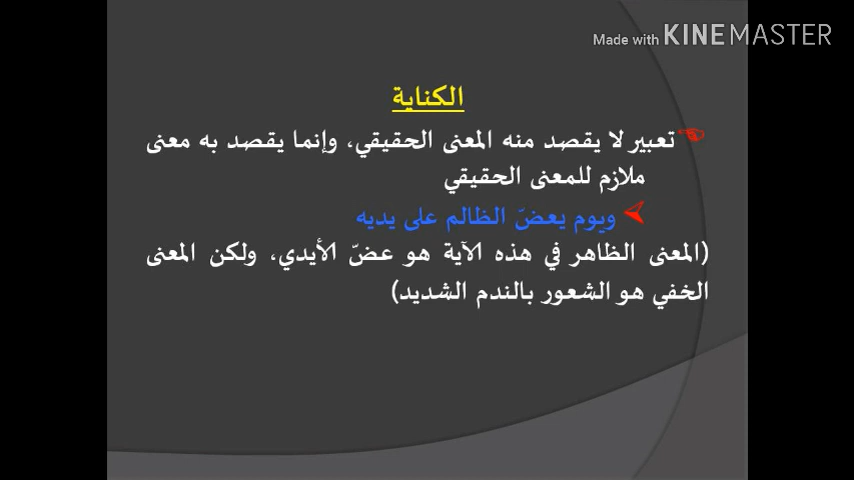 Made with KINEMASTER
الكناية
تعبير لا يقصد منه المعنى الحقيقي، وإنما يقصد به معنى
ملازم للمعنى الحقيقي
ويوم يعضّ الظالم على يديه
(المعنى الظاهر في هذه الآية هو عضّ الأيدي، ولكن المعنى
الخفي هو الشعور بالندم الشديد)